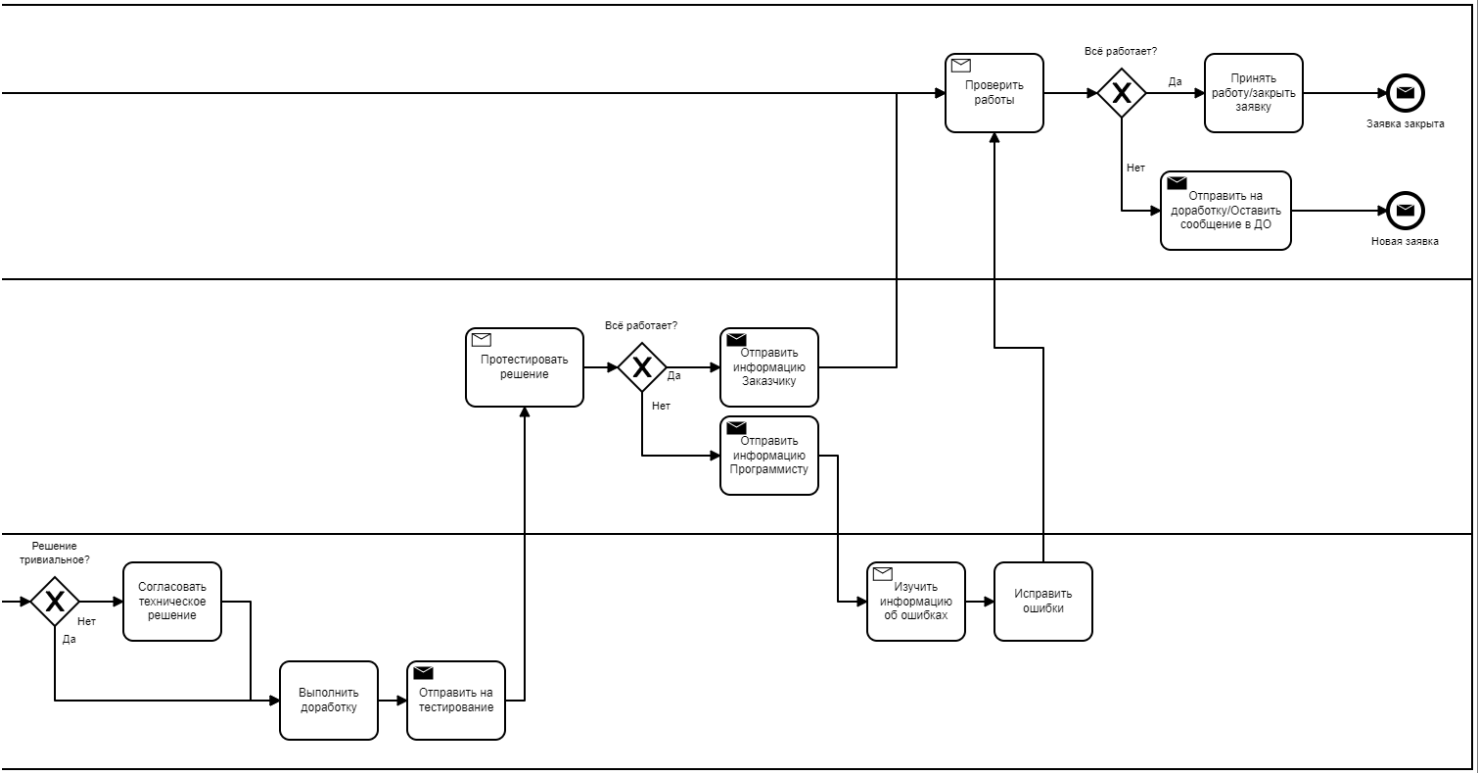 Всё работает?
Проверить
работы
Да
Принять
работу/закрыть
заявку
Заявка закрыта
Нет
Отправить на
доработку/Оставить
сообщение в ДО
Новая заявка
Протестировать
решение
Всё работает?
Да
Отправить
информацию
Заказчику
Нет
Отправить
информацию
Программисту
Решение
тривиальное?
Нет
Да
Согласовать
техническое
решение
Выполнить
доработку
Отправить на
тестирование
Изучить
информацию
об ошибках
Исправить
ошибки